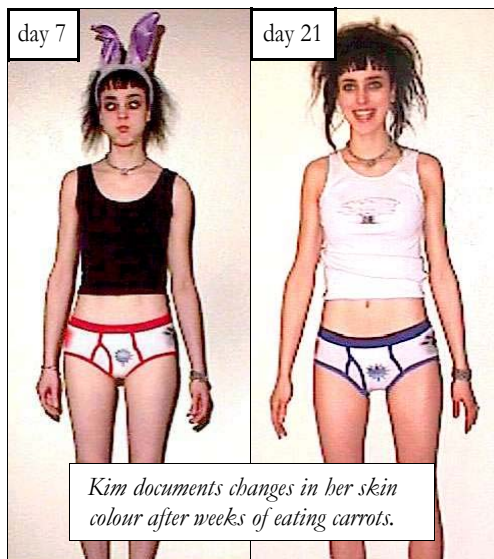 day 7
day 21
Kim documents changes in her skin
colour after weeks of eating carrots.